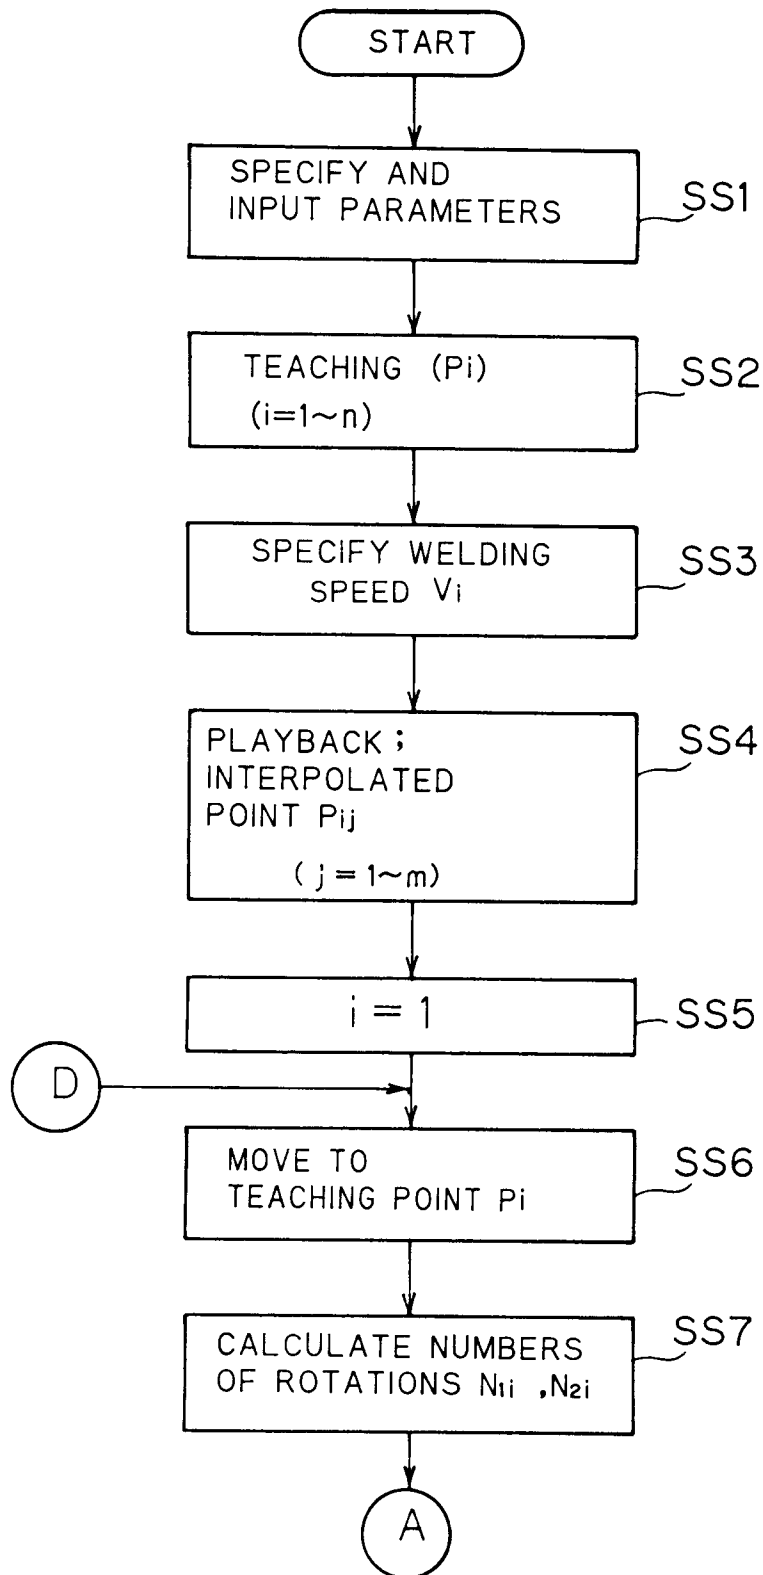 START
SPECIFY AND
INPUT PARAMETERS
SS1
TEACHING (Pi)
(i=1~n)
SS2
SPECIFY WELDING
SPEED Vi
SS3
PLAYBACK;
INTERPOLATED
POINT Pij
(j=1~m)
SS4
i = 1
SS5
D
MOVE TO
TEACHING POINT Pi
SS6
CALCULATE NUMBERS
OF ROTATIONS N1i ,N2i
SS7
A